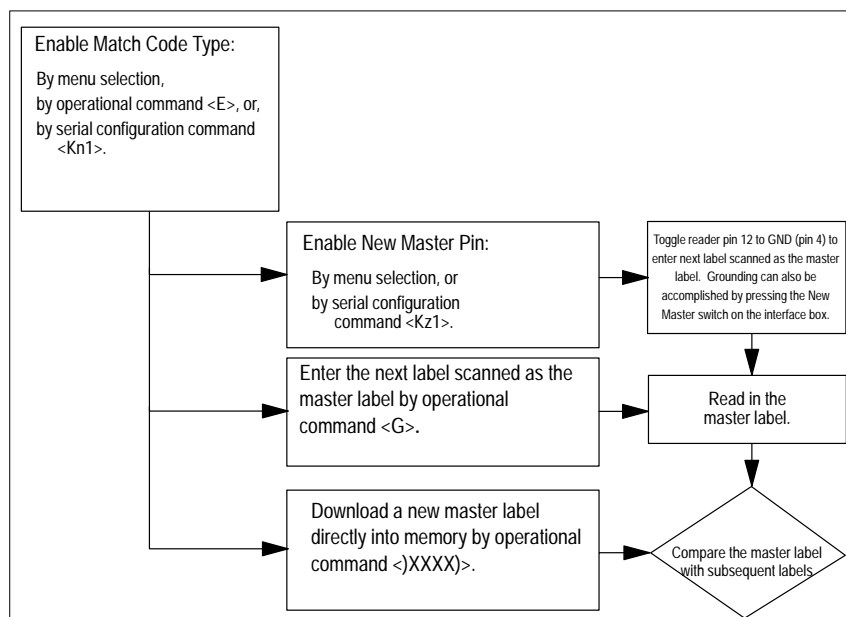 Enable Match Code Type:
By menu selection,
by operational command <E>, or,
by serial configuration command
<Kn1>.
Enable New Master Pin:
By menu selection, or
by serial configuration
command <Kz1>.
Toggle reader pin 12 to GND (pin 4) to
enter next label scanned as the master
label. Grounding can also be
accomplished by pressing the New
Master switch on the interface box.
Enter the next label scanned as the
master label by operational
command <G>.
Read in the
master label.
Download a new master label
directly into memory by operational
command <)XXXX)>.
Compare the master label
with subsequent labels